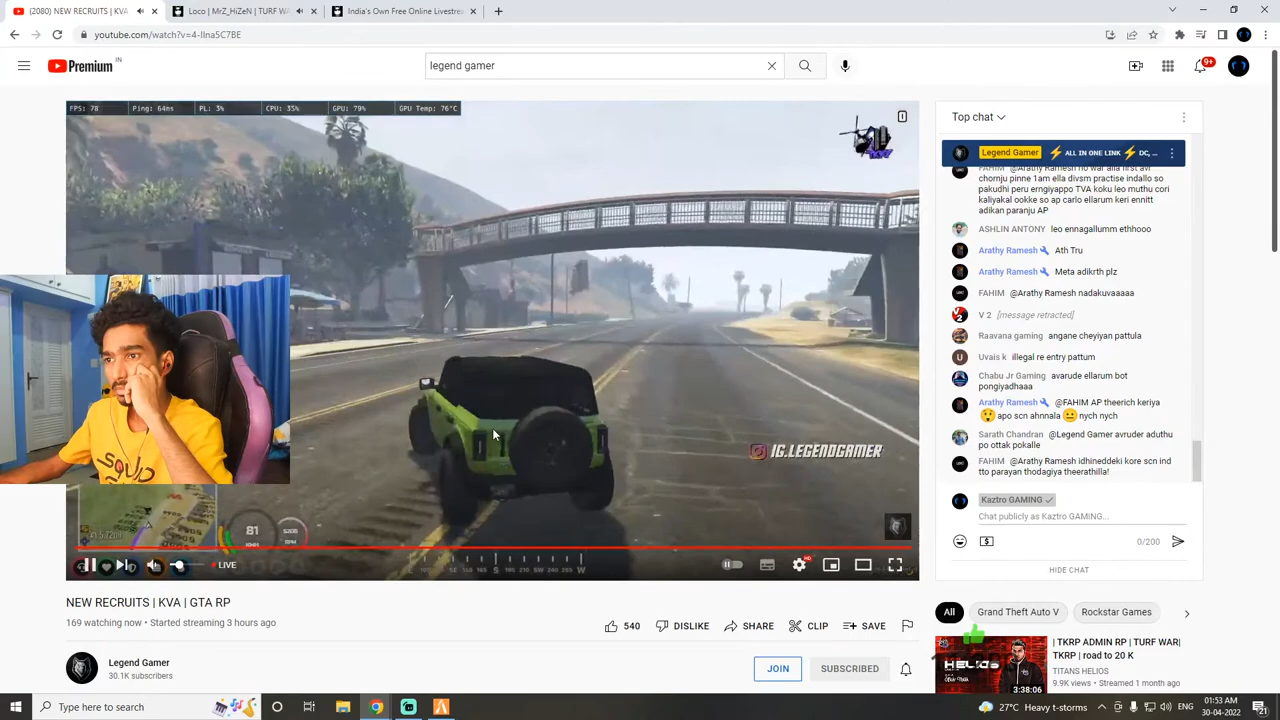 (2080) NEW RECRUITS | KVA
Loco | MrZ_HiZeN | TURF WA
India's Own Free Online Livestre
youtube.com/watch?v=4-lIna5C7BE
Premium IN
legend gamer
9+
FPS: 78 Ping: 64ms PL: 3% CPU: 35% GPU: 79% GPU Temp: 76°C
IG.LEGENDGAMER
81
LIVE
Top chat
Legend Gamer ⚡ ALL IN ONE LINK ⚡ DC, ...
FAHIM @Arathy Ramesh no war alla first avi
chornju pinne 1am ella divsm practise indallo so
pakudhi peru erngiyappo TVA koku leo muthu cori
kaliyakal ookke so ap carlo ellarum keri ennitt
adikan paranju AP
ASHLIN ANTONY leo ennagallumm ethhooo
Arathy Ramesh Ath Tru
Arathy Ramesh Meta adikrth plz
FAHIM @Arathy Ramesh nadakuvaaaaa
V 2 [message retracted]
Raavana gaming angane cheyiyan pattula
Uvais k illegal re entry pattum
Chabu Jr Gaming avarude ellarum bot
pongiyadhaaa
Arathy Ramesh @FAHIM AP theerich keriya
😲 apo scn ahnnala 😐 nych nych
Sarath Chandran @Legend Gamer avruder aduthu
po ottak pokalle
FAHIM @Arathy Ramesh idhineddeki kore scn ind
tto parayan thodagiya theerathilla!
Kaztro GAMING
Chat publicly as Kaztro GAMING...
0/200
HIDE CHAT
NEW RECRUITS | KVA | GTA RP
169 watching now • Started streaming 3 hours ago
540 DISLIKE SHARE CLIP SAVE
Legend Gamer
30.1K subscribers
JOIN SUBSCRIBED
All Grand Theft Auto V Rockstar Games
HELIOS
3:38:06
| TKRP ADMIN RP | TURF WAR|
TKRP | road to 20 K
TITANS HELIOS
9.9K views • Streamed 1 month ago
Type here to search
27°C Heavy t-storms
ENG
01:53 AM
30-04-2022